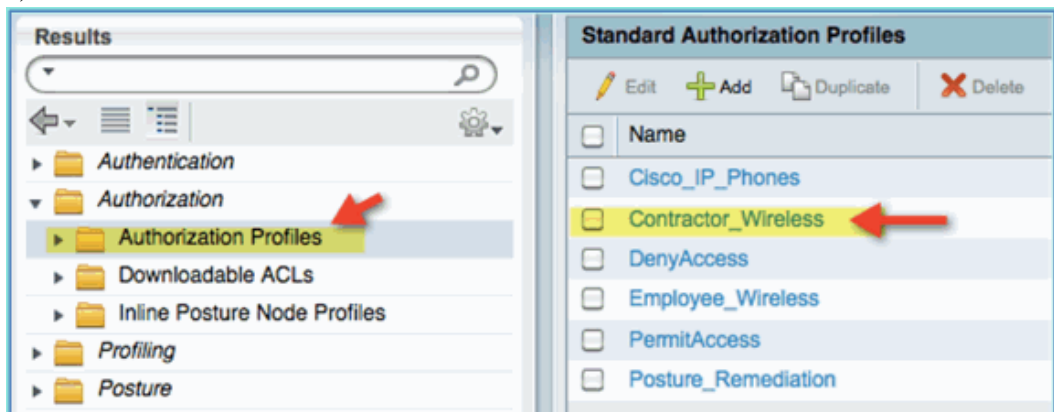 Results
Authentication
Authorization
Authorization Profiles
Downloadable ACLs
Inline Posture Node Profiles
Profiling
Posture
Standard Authorization Profiles
Edit Add Duplicate Delete
Name
Cisco_IP_Phones
Contractor_Wireless
DenyAccess
Employee_Wireless
PermitAccess
Posture_Remediation